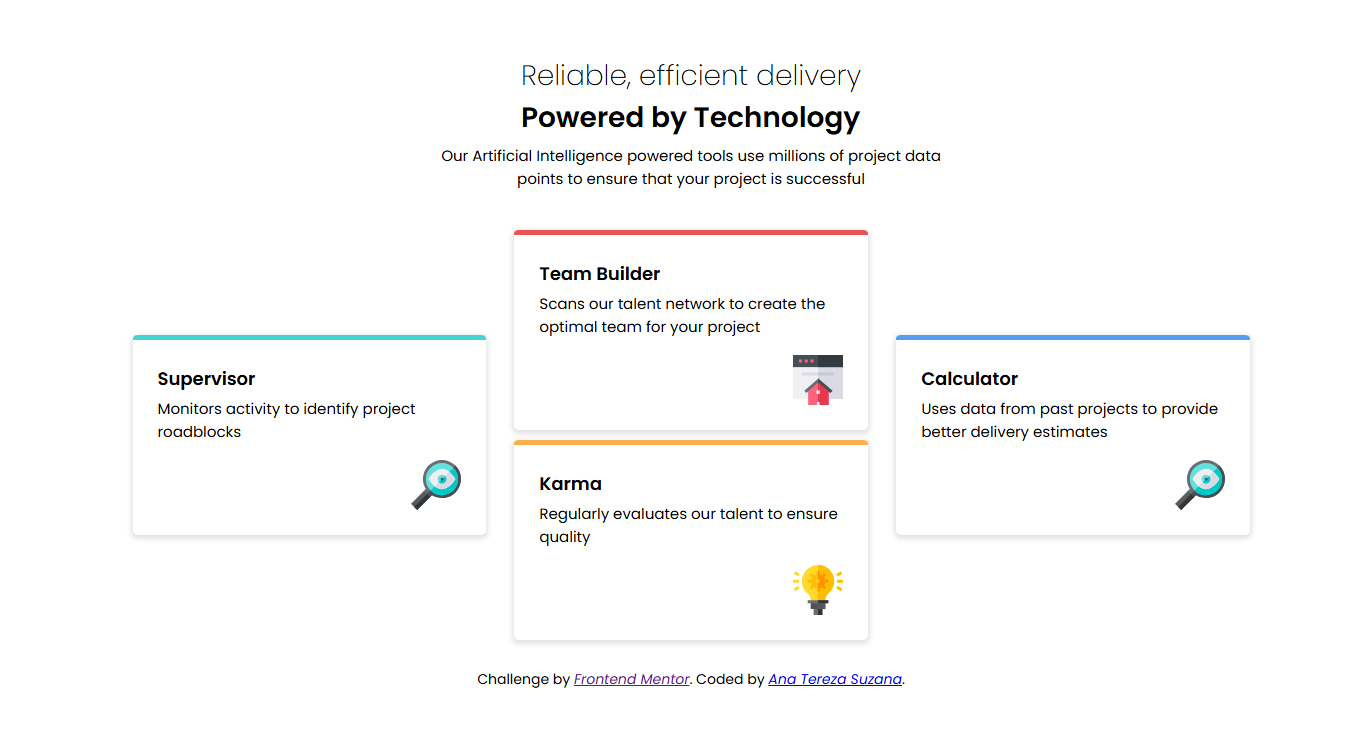 Reliable, efficient delivery
Powered by Technology
Our Artificial Intelligence powered tools use millions of project data
points to ensure that your project is successful
Supervisor
Monitors activity to identify project
roadblocks
Team Builder
Scans our talent network to create the
optimal team for your project
Karma
Regularly evaluates our talent to ensure
quality
Calculator
Uses data from past projects to provide
better delivery estimates
Challenge by Frontend Mentor. Coded by Ana Tereza Suzana.